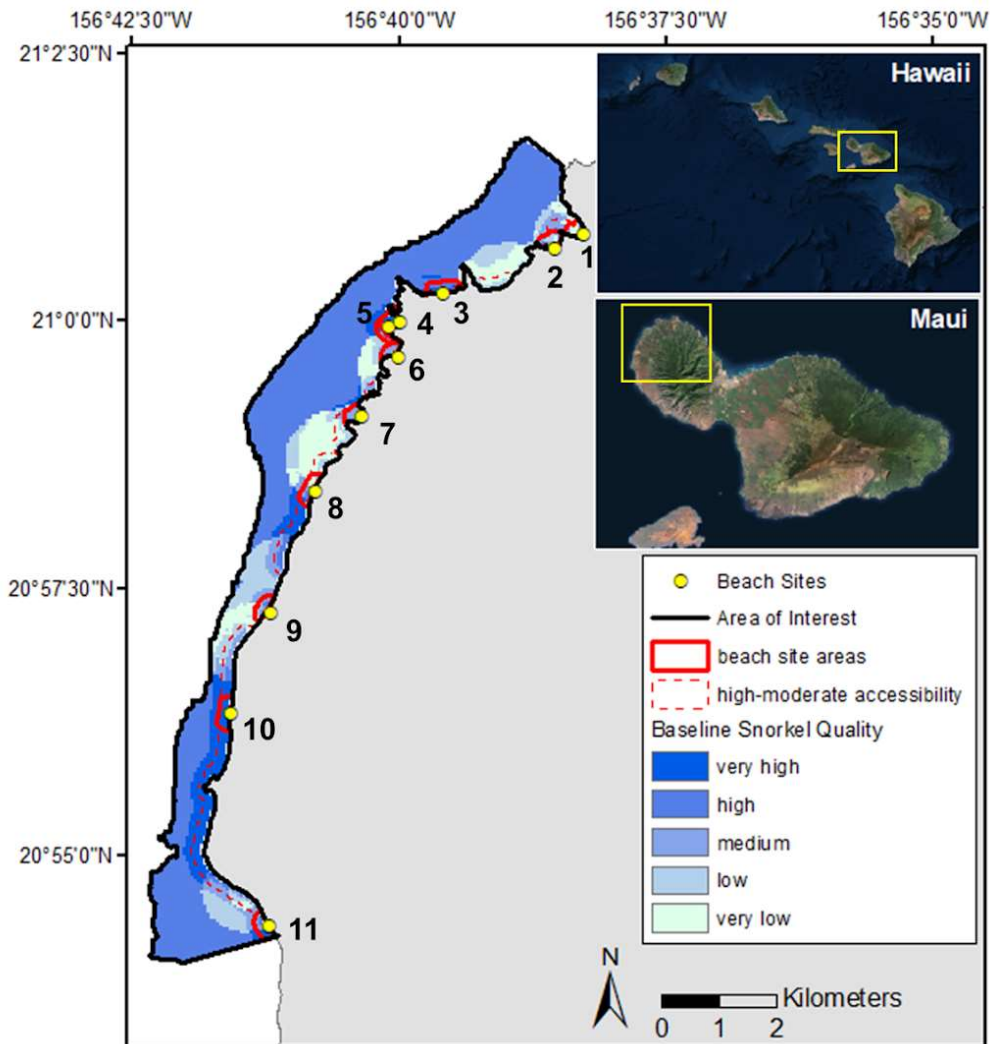 156°42'30"W 156°40'0"W 156°37'30"W 156°35'0"W
21°2'30"N
21°0'0"N
20°57'30"N
20°55'0"N
Hawaii
Maui
1
2
3
4
5
6
7
8
9
10
11
Beach Sites
Area of Interest
beach site areas
high-moderate accessibility
Baseline Snorkel Quality
very high
high
medium
low
very low
N
Kilometers
0 1 2